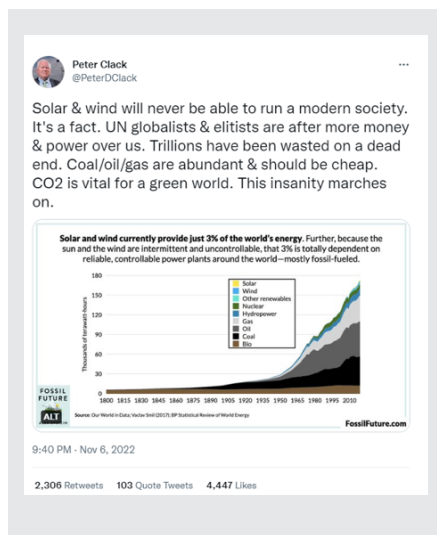 Peter Clack
@PeterDClack
...
Solar & wind will never be able to run a modern society.
It's a fact. UN globalists & elitists are after more money
& power over us. Trillions have been wasted on a dead
end. Coal/oil/gas are abundant & should be cheap.
CO2 is vital for a green world. This insanity marches
on.
Solar and wind currently provide just 3% of the world's energy. Further, because the
sun and the wind are intermittent and uncontrollable, that 3% is totally dependent on
reliable, controllable power plants around the world—mostly fossil-fueled.
Thousands of terawatt-hours
180
150
120
90
60
30
0
Solar
Wind
Other renewables
Nuclear
Hydropower
Gas
Oil
Coal
Bio
1800 1815 1830 1845 1860 1875 1890 1905 1920 1935 1950 1965 1980 1995 2010
FOSSIL
FUTURE
ALT
Source: Our World in Data; Vaclav Smil (2017); BP Statistical Review of World Energy
FossilFuture.com
9:40 PM · Nov 6, 2022
2,306 Retweets 103 Quote Tweets 4,447 Likes